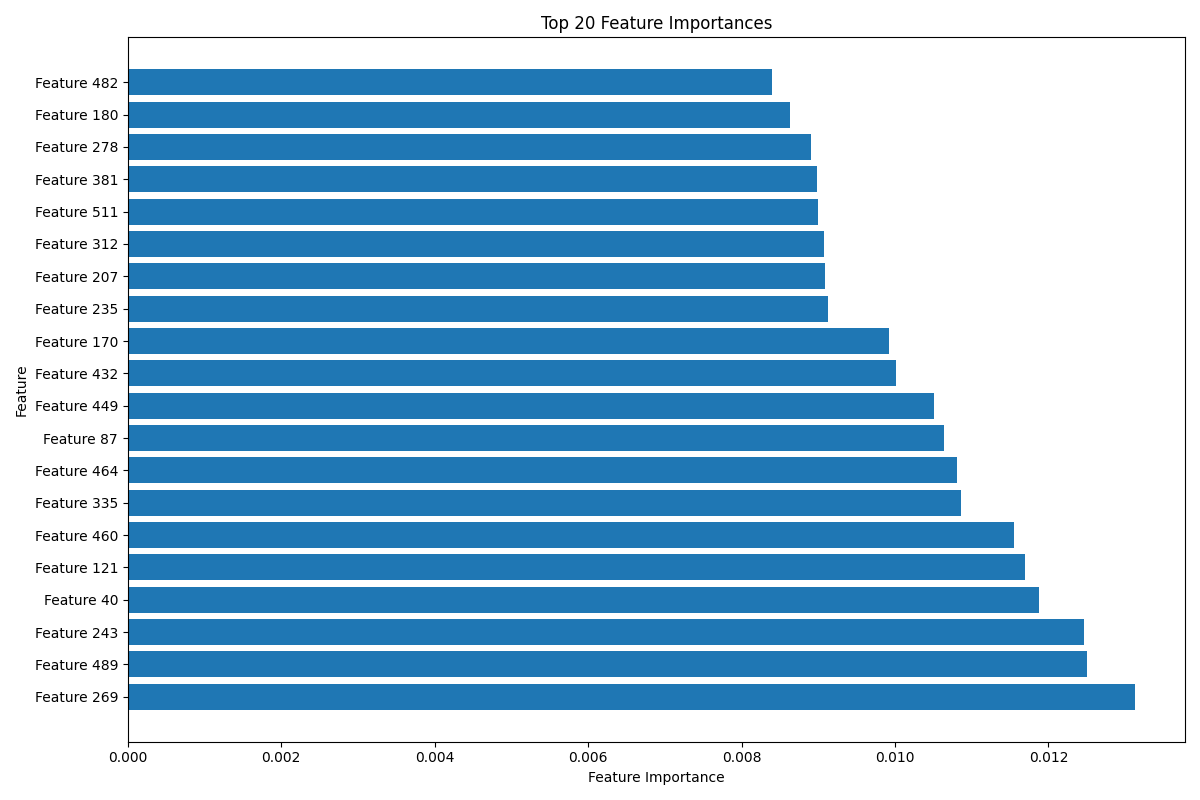 Top 20 Feature Importances
Feature 482
Feature 180
Feature 278
Feature 381
Feature 511
Feature 312
Feature 207
Feature 235
Feature 170
Feature 432
Feature 449
Feature 87
Feature 464
Feature 335
Feature 460
Feature 121
Feature 40
Feature 243
Feature 489
Feature 269
Feature
0.000 0.002 0.004 0.006 0.008 0.010 0.012
Feature Importance